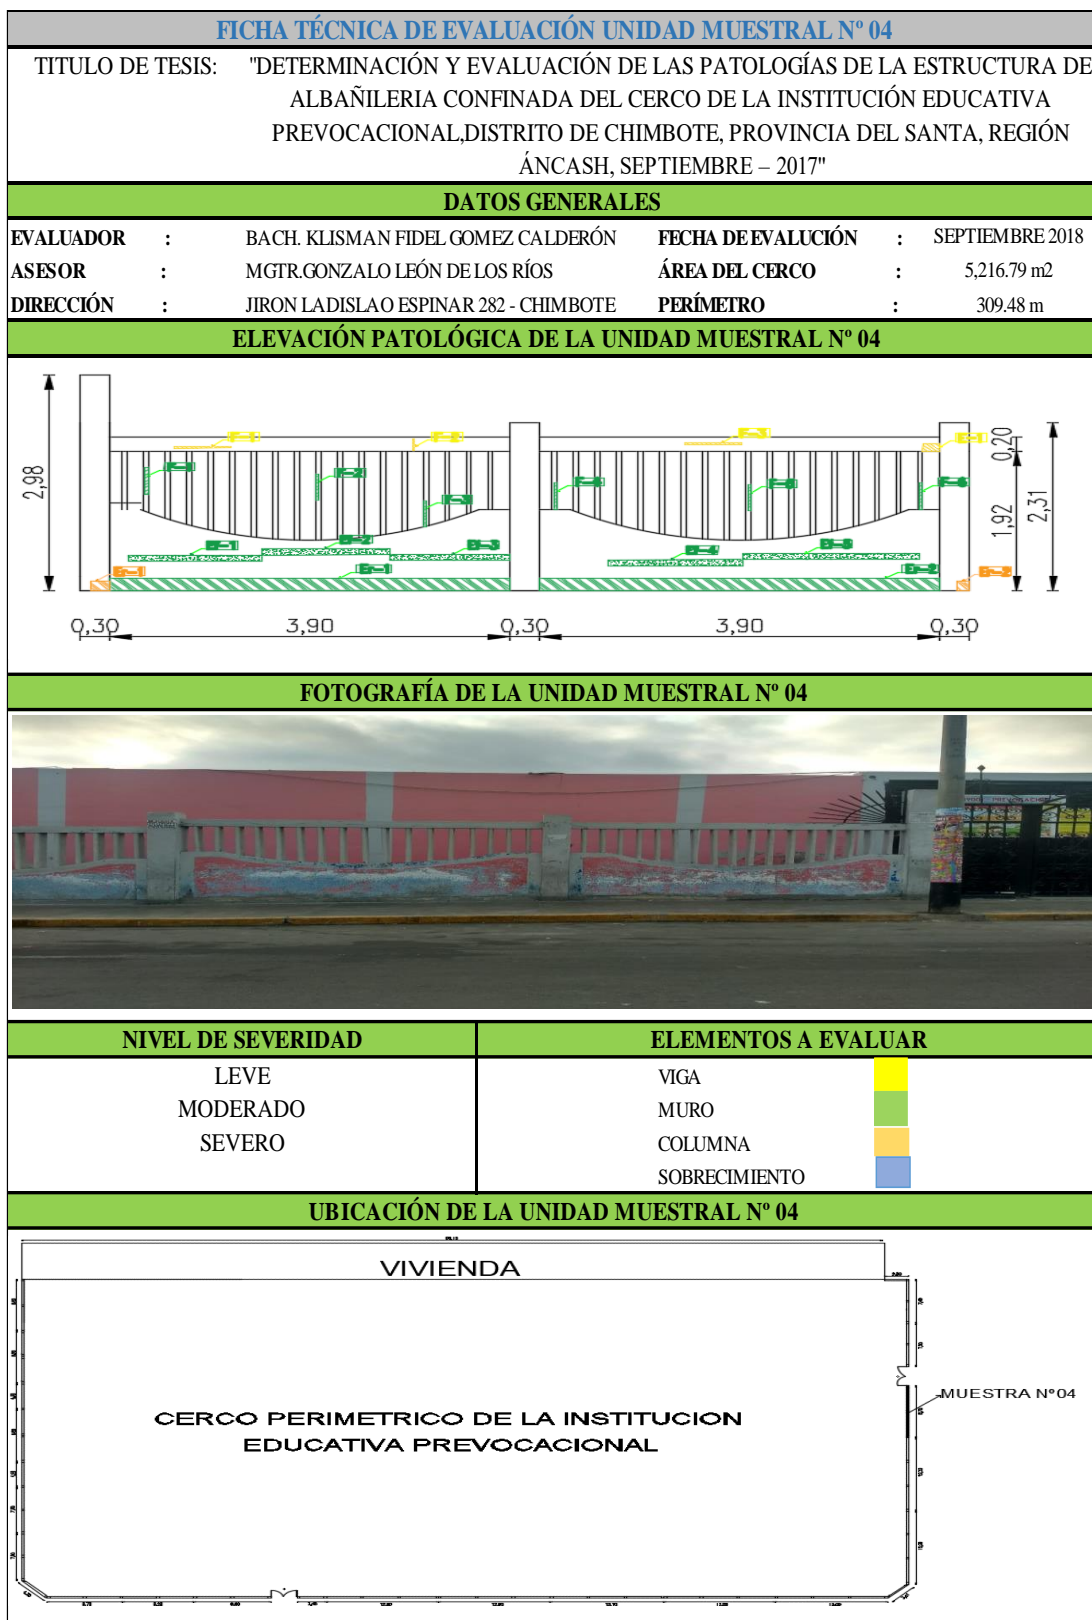 FICHA TÉCNICA DE EVALUACIÓN UNIDAD MUESTRAL Nº 04
TITULO DE TESIS: "DETERMINACIÓN Y EVALUACIÓN DE LAS PATOLOGÍAS DE LA ESTRUCTURA DE
ALBAÑILERIA CONFINADA DEL CERCO DE LA INSTITUCIÓN EDUCATIVA
PREVOCACIONAL,DISTRITO DE CHIMBOTE, PROVINCIA DEL SANTA, REGIÓN
ÁNCASH, SEPTIEMBRE – 2017"
DATOS GENERALES
EVALUADOR : BACH. KLISMAN FIDEL GOMEZ CALDERÓN FECHA DE EVALUCIÓN : SEPTIEMBRE 2018
ASESOR : MGTR.GONZALO LEÓN DE LOS RÍOS ÁREA DEL CERCO : 5,216.79 m2
DIRECCIÓN : JIRON LADISLAO ESPINAR 282 - CHIMBOTE PERÍMETRO : 309.48 m
ELEVACIÓN PATOLÓGICA DE LA UNIDAD MUESTRAL Nº 04
2,98
0,20
1,92
2,31
0,30 3,90 0,30 3,90 0,30
FOTOGRAFÍA DE LA UNIDAD MUESTRAL Nº 04
NIVEL DE SEVERIDAD ELEMENTOS A EVALUAR
LEVE VIGA
MODERADO MURO
SEVERO COLUMNA
SOBRECIMIENTO
UBICACIÓN DE LA UNIDAD MUESTRAL Nº 04
VIVIENDA
MUESTRA Nº04
CERCO PERIMETRICO DE LA INSTITUCION
EDUCATIVA PREVOCACIONAL